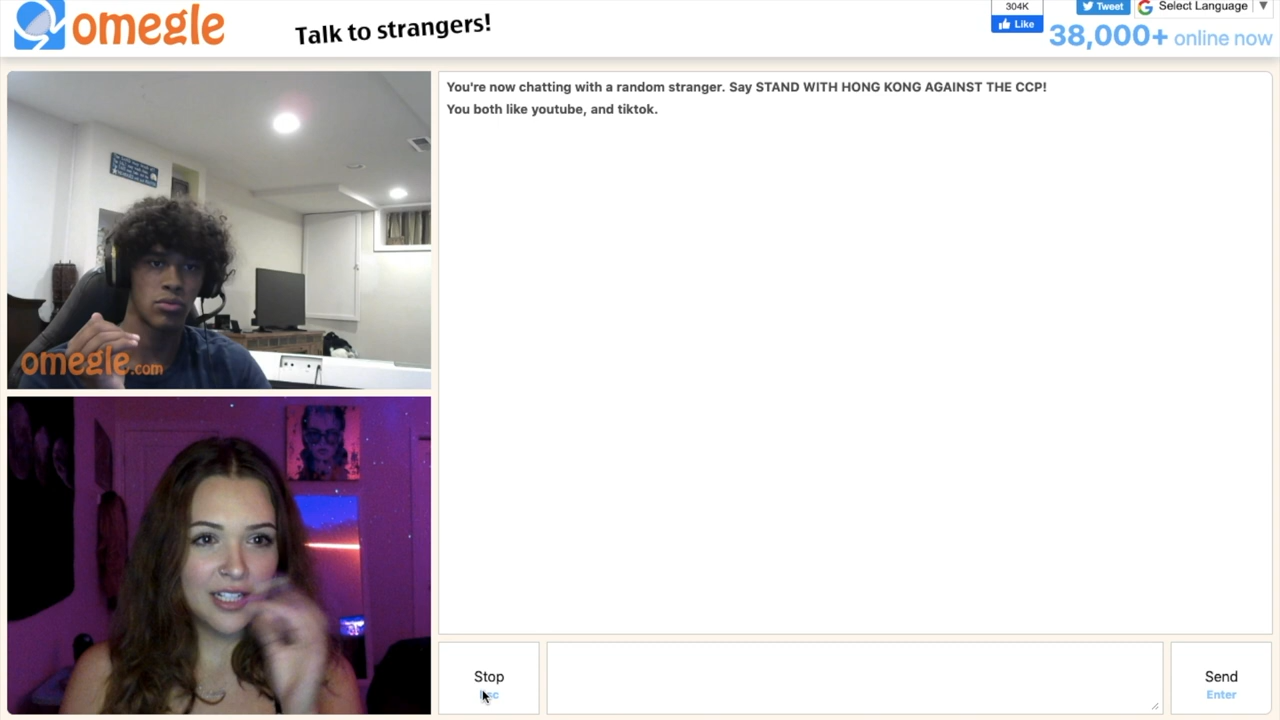 omegle
Talk to strangers!
304K
Like
Tweet
Select Language
38,000+ online now
You're now chatting with a random stranger. Say STAND WITH HONG KONG AGAINST THE CCP!
You both like youtube, and tiktok.
omegle.com
Stop
Send
Enter